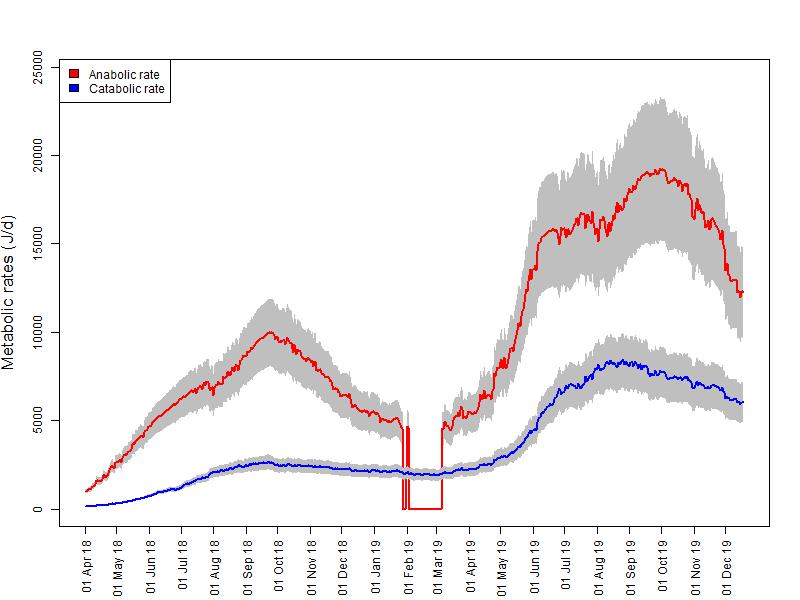 Anabolic rate
Catabolic rate
Metabolic rates (J/d)
25000
20000
15000
10000
5000
0
01 Apr 18
01 May 18
01 Jun 18
01 Jul 18
01 Aug 18
01 Sep 18
01 Oct 18
01 Nov 18
01 Dec 18
01 Jan 19
01 Feb 19
01 Mar 19
01 Apr 19
01 May 19
01 Jun 19
01 Jul 19
01 Aug 19
01 Sep 19
01 Oct 19
01 Nov 19
01 Dec 19